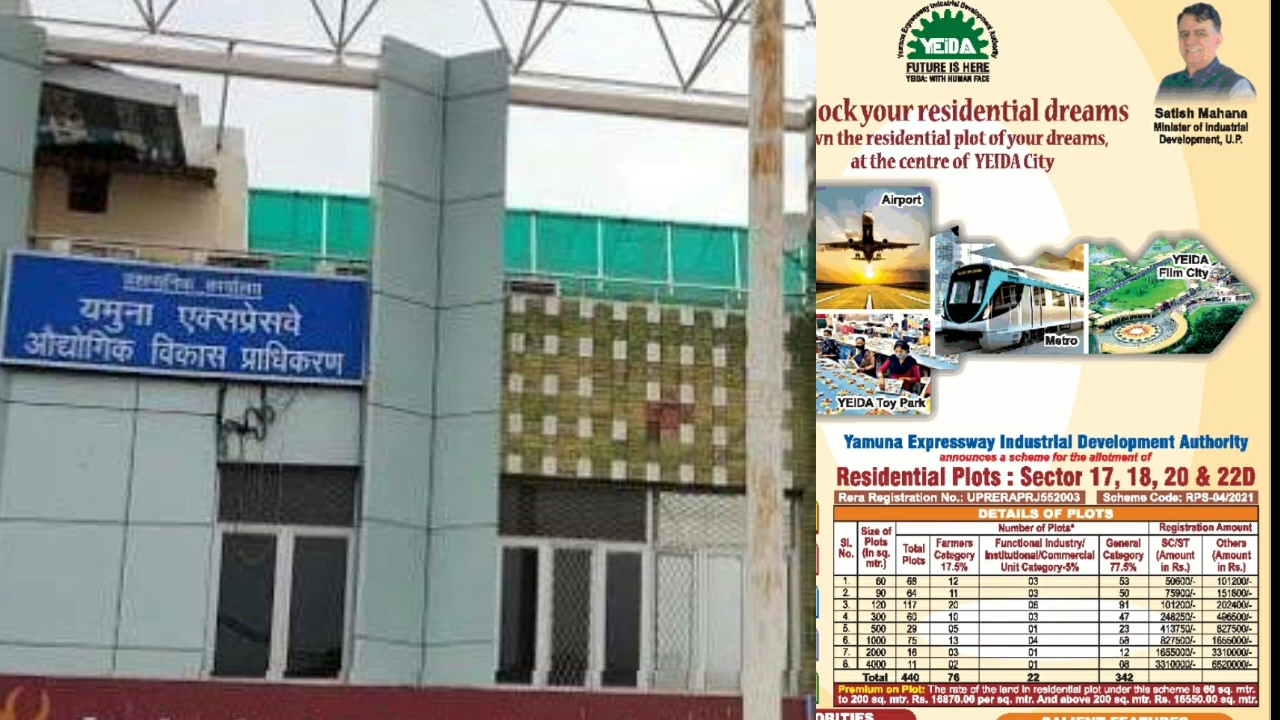 प्रशासनिक कार्यालय
यमुना एक्सप्रेसवे
औद्योगिक विकास प्राधिकरण
Yamuna Expressway Industrial Development Authority
YEIDA
FUTURE IS HERE
YEIDA: WITH HUMAN FACE
Satish Mahana
Minister of Industrial
Development, U.P.
ock your residential dreams
wn the residential plot of your dreams,
at the centre of YEIDA City
Airport
YEIDA
Film City
Metro
YEIDA Toy Park
Yamuna Expressway Industrial Development Authority
announces a scheme for the allotment of
Residential Plots : Sector 17, 18, 20 & 22D
Rera Registration No.: UPRERAPRJ552003 Scheme Code: RPS-04/2021
DETAILS OF PLOTS
Sl. No. Size of Plots (in sq. mtr.) Number of Plots* Registration Amount
Total Plots Farmers Category 17.5% Functional Industry/ Institutional/Commercial Unit Category-5% General Category 77.5% SC/ST (Amount in Rs.) Others (Amount in Rs.)
1. 60 68 12 03 53 50600/- 101200/-
2. 90 64 11 03 50 75900/- 151800/-
3. 120 117 20 06 91 101200/- 202400/-
4. 300 60 10 03 47 248250/- 496500/-
5. 500 29 05 01 23 413750/- 827500/-
6. 1000 75 13 04 58 827500/- 1655000/-
7. 2000 16 03 01 12 1655000/- 3310000/-
8. 4000 11 02 01 08 3310000/- 6620000/-
Total 440 76 22 342
Premium on Plot: The rate of the land in residential plot under this scheme is 60 sq. mtr.
to 200 sq. mtr. Rs. 16870.00 per sq. mtr. And above 200 sq. mtr. Rs. 16550.00 sq. mtr.
ORITIES
SALIENT FEATURES